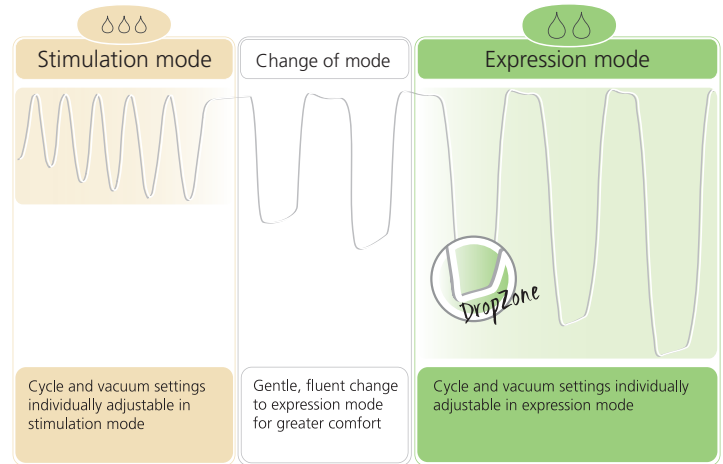 Stimulation mode
Change of mode
Expression mode
DropZone
Cycle and vacuum settings
individually adjustable in
stimulation mode
Gentle, fluent change
to expression mode
for greater comfort
Cycle and vacuum settings individually
adjustable in expression mode